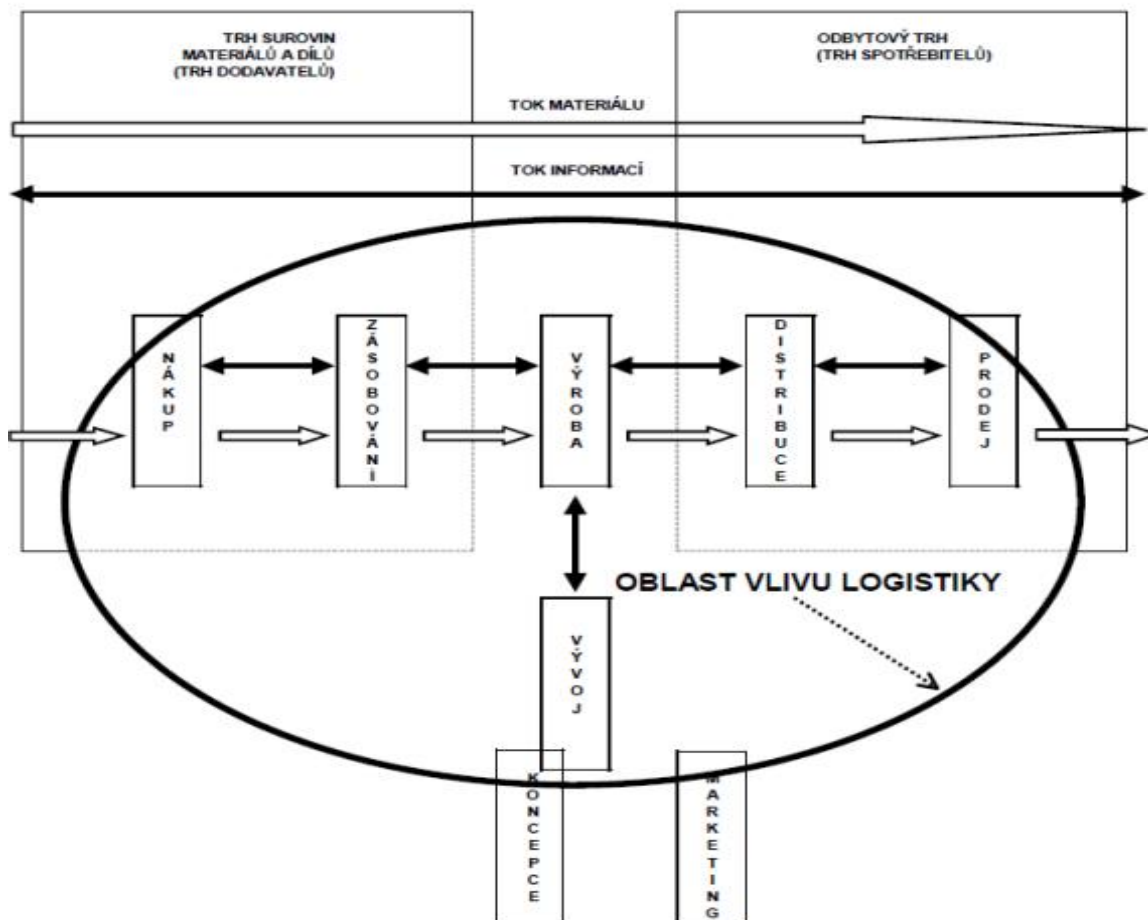 TRH SUROVIN
MATERIÁLŮ A DÍLŮ
(TRH DODAVATELŮ)
ODBYTOVÝ TRH
(TRH SPOTŘEBITELŮ)
TOK MATERIÁLU
TOK INFORMACÍ
NÁKUP
ZÁSOBOVÁNÍ
VÝROBA
DISTRIBUCE
PRODEJ
OBLAST VLIVU LOGISTIKY
VÝVOJ
KONCEPCE
MARKETING